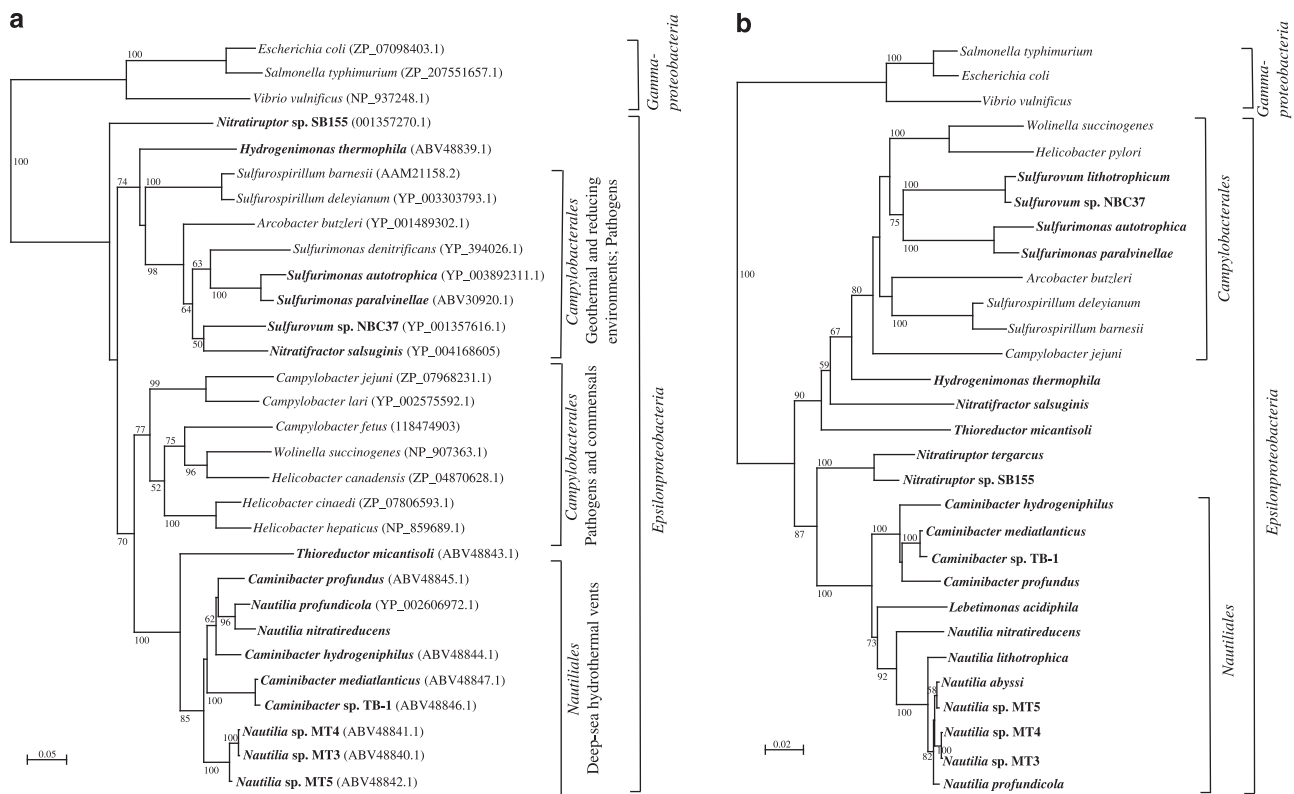 a
Escherichia coli (ZP_07098403.1)
Salmonella typhimurium (ZP_207551657.1)
Vibrio vulnificus (NP_937248.1)
Nitratiruptor sp. SB155 (001357270.1)
Hydrogenimonas thermophila (ABV48839.1)
Sulfurospirillum barnesii (AAM21158.2)
Sulfurospirillum deleyianum (YP_003303793.1)
Arcobacter butzleri (YP_001489302.1)
Sulfurimonas denitrificans (YP_394026.1)
Sulfurimonas autotrophica (YP_003892311.1)
Sulfurimonas paralvinellae (ABV30920.1)
Sulfurovum sp. NBC37 (YP_001357616.1)
Nitratifractor salsuginis (YP_004168605)
Campylobacter jejuni (ZP_07968231.1)
Campylobacter lari (YP_002575592.1)
Campylobacter fetus (118474903)
Wolinella succinogenes (NP_907363.1)
Helicobacter canadensis (ZP_04870628.1)
Helicobacter cinaedi (ZP_07806593.1)
Helicobacter hepaticus (NP_859689.1)
Thioreductor micantisoli (ABV48843.1)
Caminibacter profundus (ABV48845.1)
Nautilia profundicola (YP_002606972.1)
Nautilia nitratireducens
Caminibacter hydrogeniphilus (ABV48844.1)
Caminibacter mediatlanticus (ABV48847.1)
Caminibacter sp. TB-1 (ABV48846.1)
Nautilia sp. MT4 (ABV48841.1)
Nautilia sp. MT3 (ABV48840.1)
Nautilia sp. MT5 (ABV48842.1)
100
100
74
100
98
63
100
64
50
99
77
75
96
52
100
70
100
62
96
100
85
100
100
0.05
Gamma-
proteobacteria
Campylobacterales
Geothermal and reducing
environments; Pathogens
Campylobacterales
Pathogens and commensals
Nautiliales
Deep-sea hydrothermal vents
Epsilonproteobacteria
b
Salmonella typhimurium
Escherichia coli
Vibrio vulnificus
Wolinella succinogenes
Helicobacter pylori
Sulfurovum lithotrophicum
Sulfurovum sp. NBC37
Sulfurimonas autotrophica
Sulfurimonas paralvinellae
Arcobacter butzleri
Sulfurospirillum deleyianum
Sulfurospirillum barnesii
Campylobacter jejuni
Hydrogenimonas thermophila
Nitratifractor salsuginis
Thioreductor micantisoli
Nitratiruptor tergarcus
Nitratiruptor sp. SB155
Caminibacter hydrogeniphilus
Caminibacter mediatlanticus
Caminibacter sp. TB-1
Caminibacter profundus
Lebetimonas acidiphila
Nautilia nitratireducens
Nautilia lithotrophica
Nautilia abyssi
Nautilia sp. MT5
Nautilia sp. MT4
Nautilia sp. MT3
Nautilia profundicola
100
100
100
100
75
100
80
100
67
59
90
100
87
100
100
100
73
92
58
100
100
82
0.02
Gamma-
proteobacteria
Campylobacterales
Nautiliales
Epsilonproteobacteria